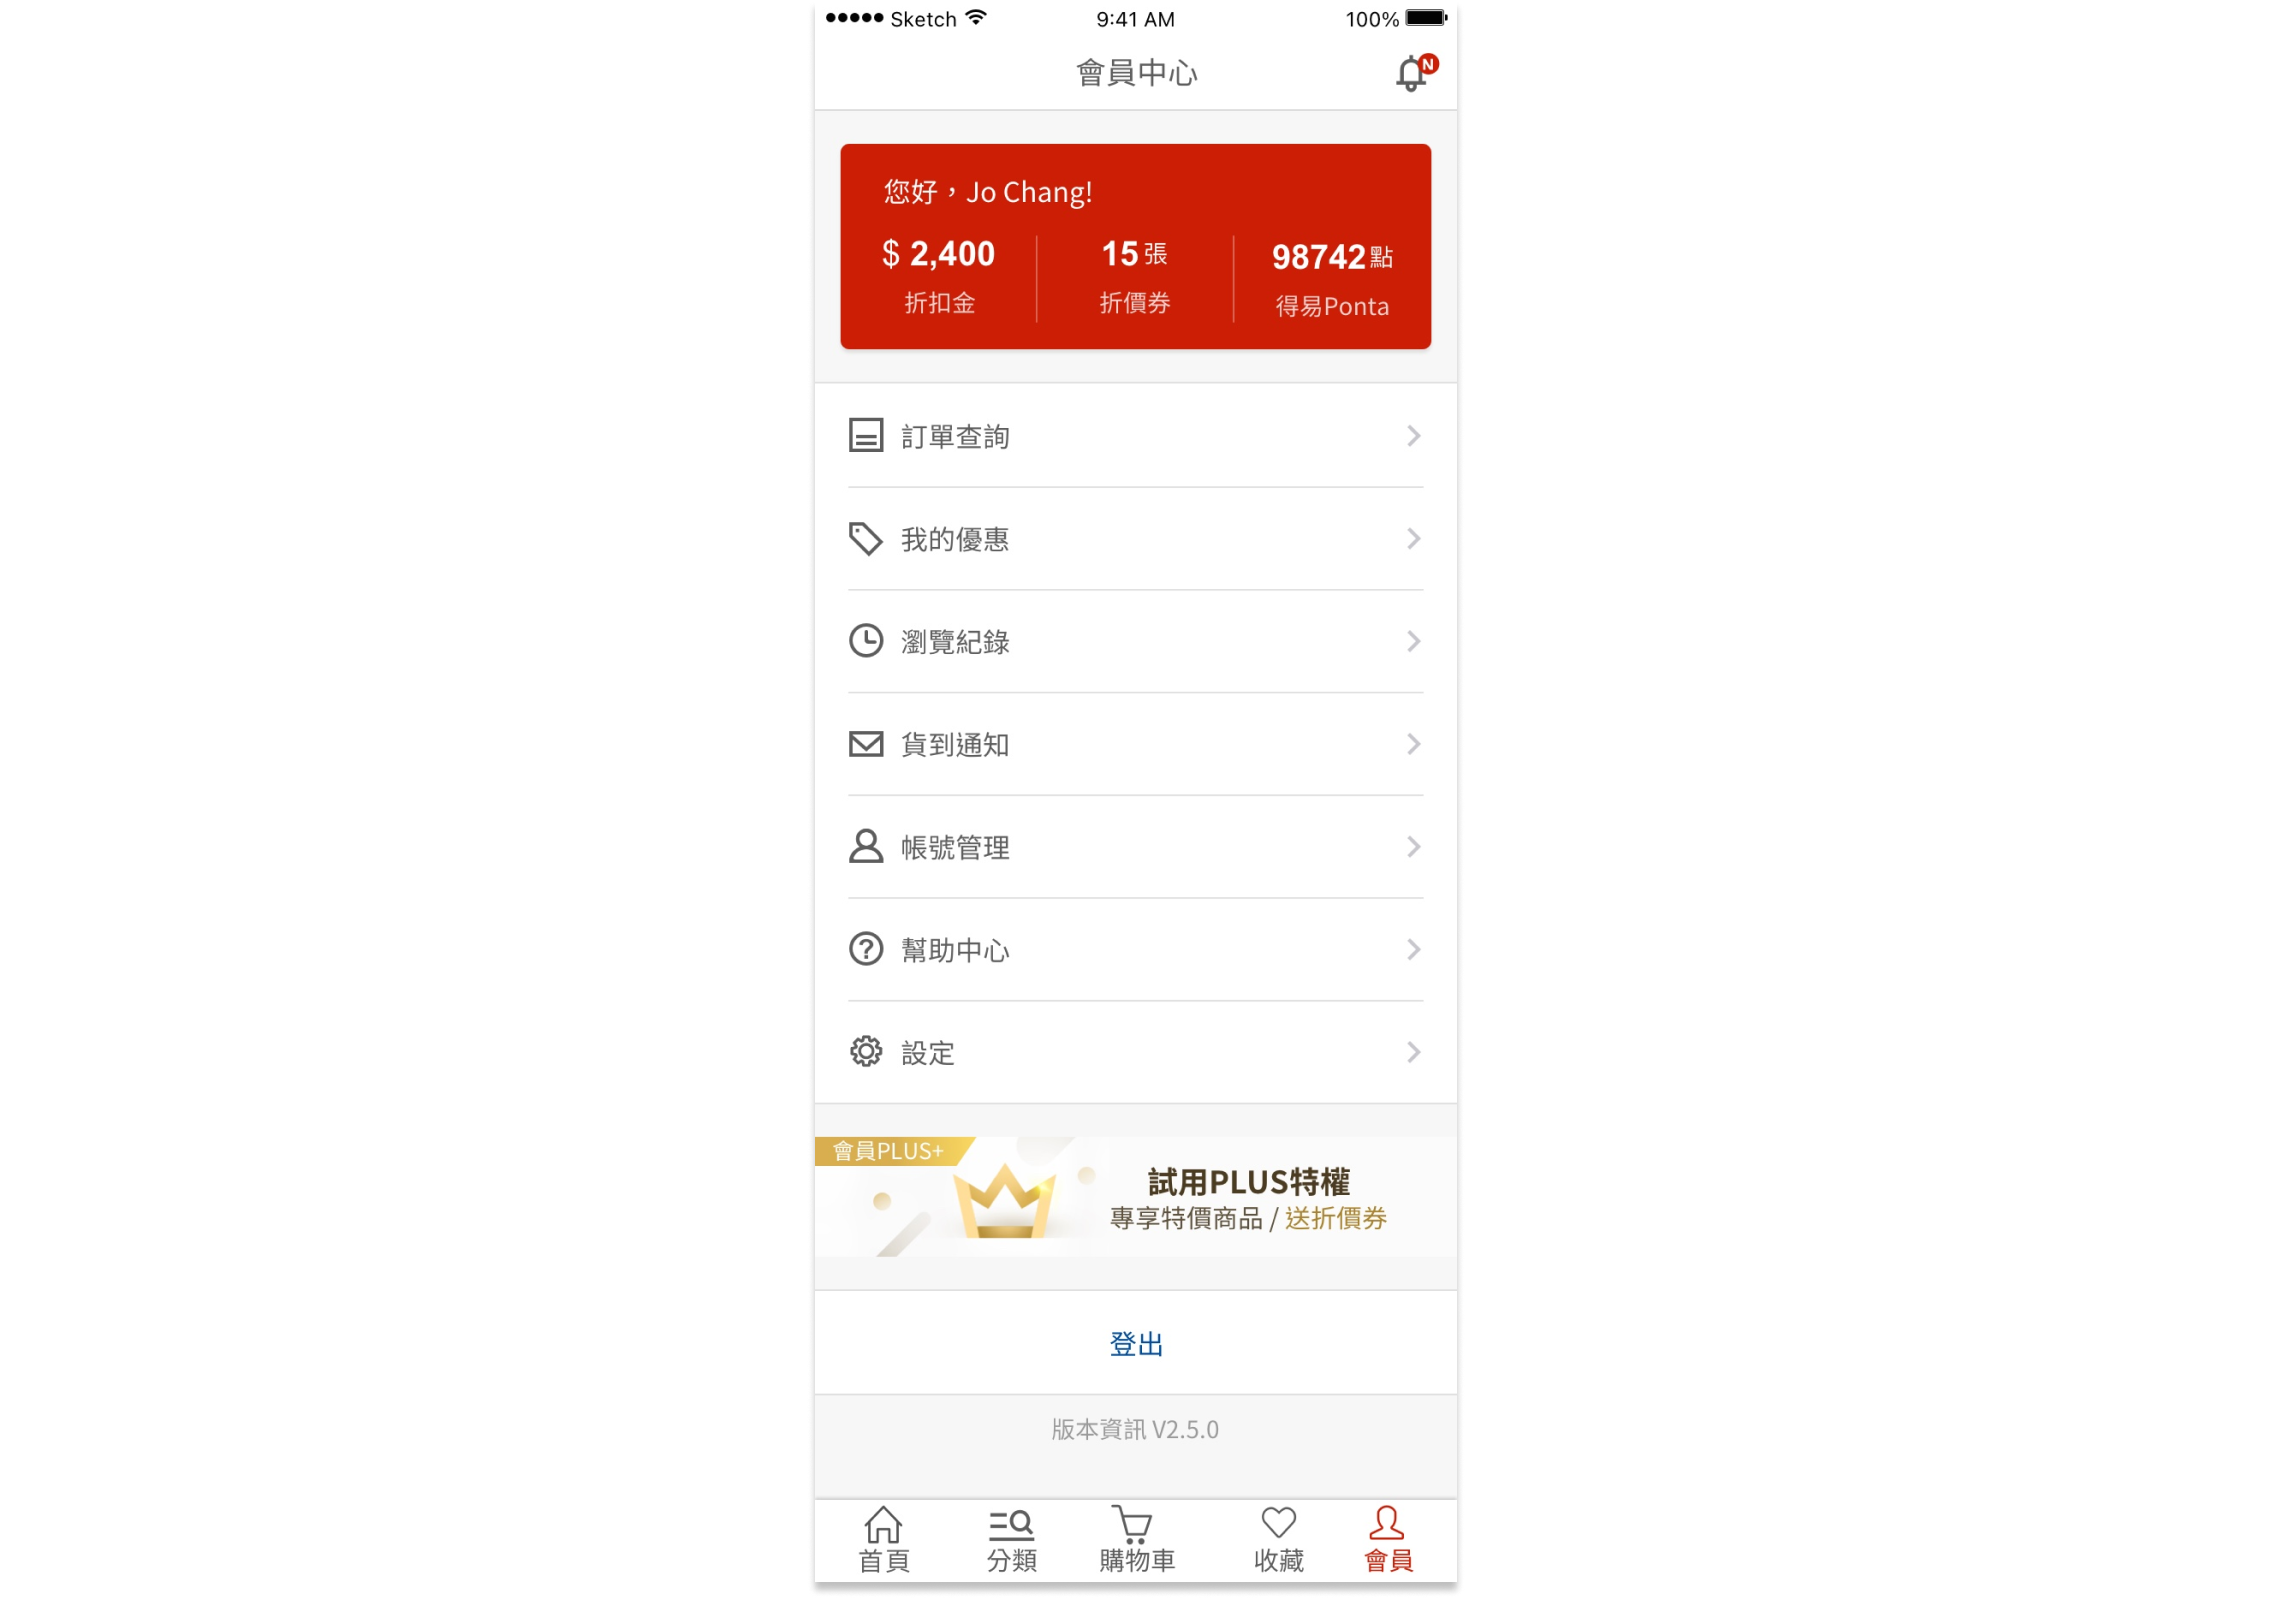 Sketch 9:41 AM 100%
會員中心
N
您好，Jo Chang!
$ 2,400 15 張 98742 點
折扣金 折價券 得易Ponta
訂單查詢
我的優惠
瀏覽紀錄
貨到通知
帳號管理
幫助中心
設定
會員PLUS+
試用PLUS特權
專享特價商品 / 送折價券
登出
版本資訊 V2.5.0
首頁 分類 購物車 收藏 會員